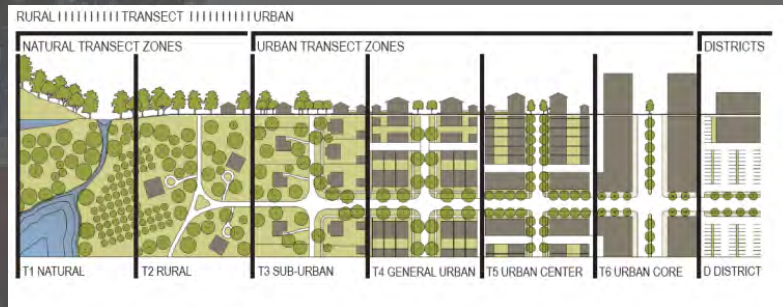 RURAL I I I I I I I I I I TRANSECT I I I I I I I I I I URBAN
NATURAL TRANSECT ZONES
URBAN TRANSECT ZONES
DISTRICTS
T1 NATURAL
T2 RURAL
T3 SUB-URBAN
T4 GENERAL URBAN
T5 URBAN CENTER
T6 URBAN CORE
D DISTRICT